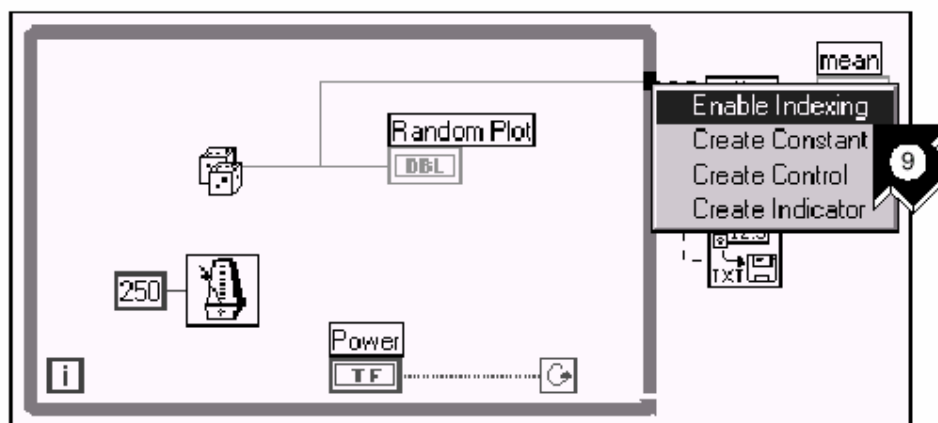 mean
Enable Indexing
Random Plot
Create Constant
DBL
9
Create Control
Create Indicator
TXT
250
Power
i
TF